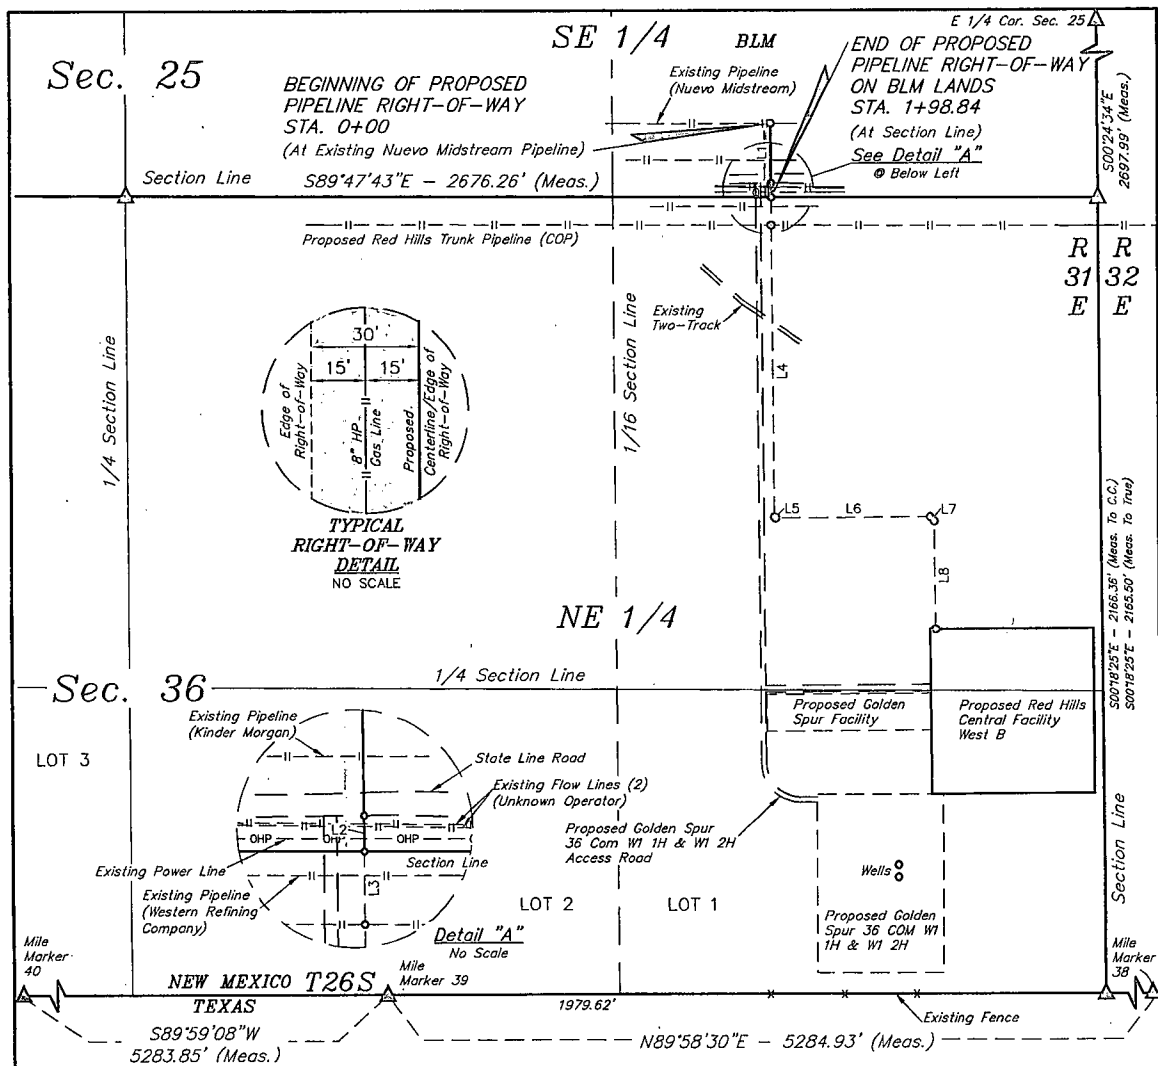 SE 1/4
BLM
E 1/4 Cor. Sec. 25
Sec. 25
BEGINNING OF PROPOSED
PIPELINE RIGHT-OF-WAY
STA. 0+00
(At Existing Nuevo Midstream Pipeline)
Existing Pipeline
(Nuevo Midstream)
END OF PROPOSED
PIPELINE RIGHT-OF-WAY
ON BLM LANDS
STA. 1+98.84
(At Section Line)
See Detail "A"
@ Below Left
S00°24'34"E
2697.99' (Meas.)
L1
Section Line
S89°47'43"E - 2676.26' (Meas.)
Proposed Red Hills Trunk Pipeline (COP)
R R
31 32
E E
Existing
Two-Track
1/4 Section Line
1/16 Section Line
L4
30'
15' 15'
Edge of
Right-of-Way
8" HP
Gas Line
Proposed
Centerline/Edge of
Right-of-Way
TYPICAL
RIGHT-OF-WAY
DETAIL
NO SCALE
L5
L6
L7
L8
S00°18'25"E - 2166.36' (Meas. To C.C.)
S00°18'25"E - 2165.50' (Meas. To True)
NE 1/4
Sec. 36
1/4 Section Line
Existing Pipeline
(Kinder Morgan)
LOT 3
State Line Road
Existing Flow Lines (2)
(Unknown Operator)
L2
OHP
OHP
OHP
Section Line
Existing Power Line
Existing Pipeline
(Western Refining
Company)
L3
Detail "A"
No Scale
Proposed Golden
Spur Facility
Proposed Red Hills
Central Facility
West B
Proposed Golden Spur
36 Com W1 1H & W1 2H
Access Road
Wells
LOT 2
LOT 1
Proposed Golden
Spur 36 COM W1
1H & W1 2H
Section Line
Mile
Marker
40
NEW MEXICO T26S
TEXAS
Mile
Marker 39
1979.62'
Mile
Marker
38
Existing Fence
S89°59'08"W
5283.85' (Meas.)
N89°58'30"E - 5284.93' (Meas.)